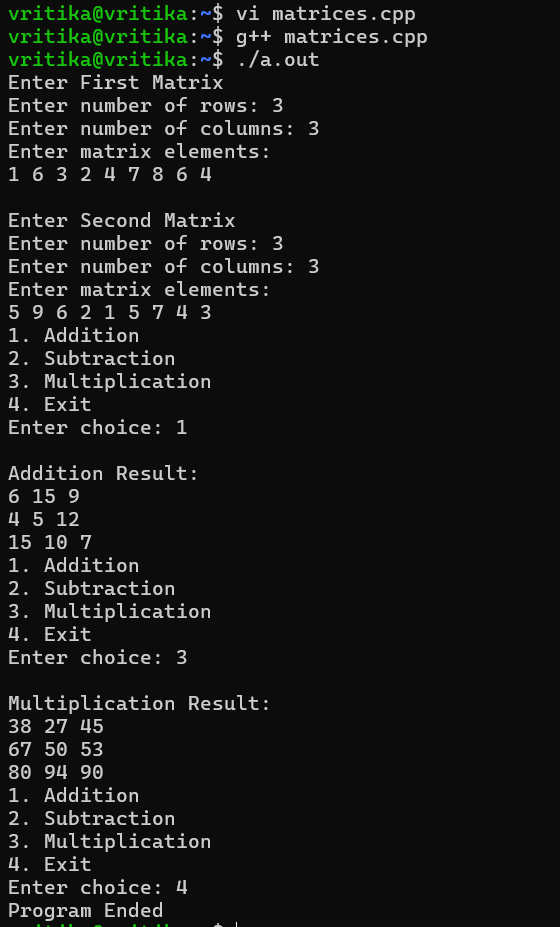 vritika@vritika:~$ vi matrices.cpp
vritika@vritika:~$ g++ matrices.cpp
vritika@vritika:~$ ./a.out
Enter First Matrix
Enter number of rows: 3
Enter number of columns: 3
Enter matrix elements:
1 6 3 2 4 7 8 6 4

Enter Second Matrix
Enter number of rows: 3
Enter number of columns: 3
Enter matrix elements:
5 9 6 2 1 5 7 4 3
1. Addition
2. Subtraction
3. Multiplication
4. Exit
Enter choice: 1

Addition Result:
6 15 9
4 5 12
15 10 7
1. Addition
2. Subtraction
3. Multiplication
4. Exit
Enter choice: 3

Multiplication Result:
38 27 45
67 50 53
80 94 90
1. Addition
2. Subtraction
3. Multiplication
4. Exit
Enter choice: 4
Program Ended
vritika@vritika:~$